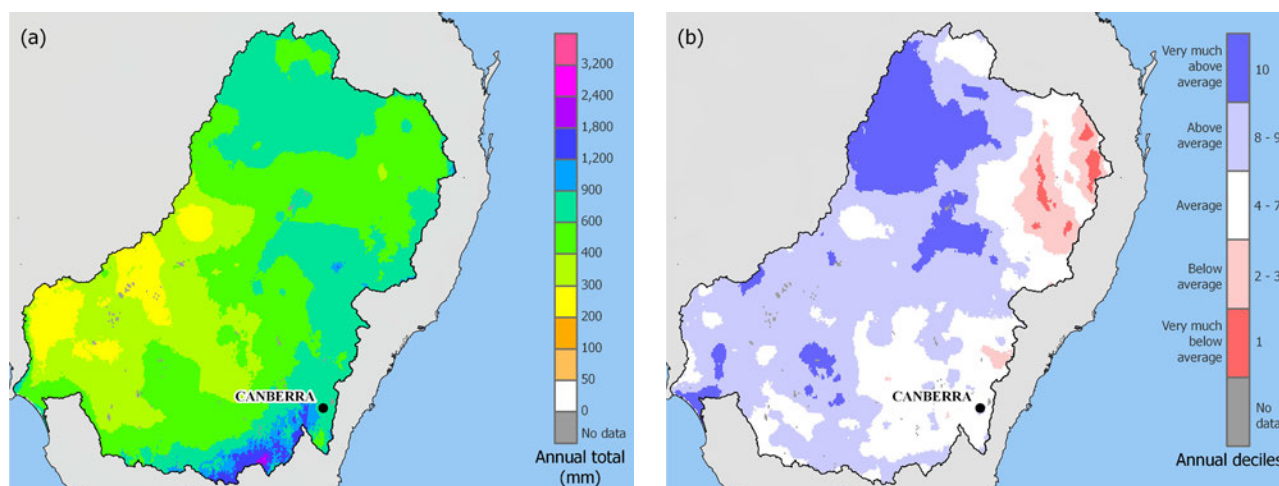 (a)
3,200
2,400
1,800
1,200
900
600
400
300
200
100
50
0
No data
Annual total
(mm)
CANBERRA
(b)
Very much
above
average
10
Above
average
8 - 9
Average
4 - 7
Below
average
2 - 3
Very much
below
average
1
No
data
Annual deciles
CANBERRA